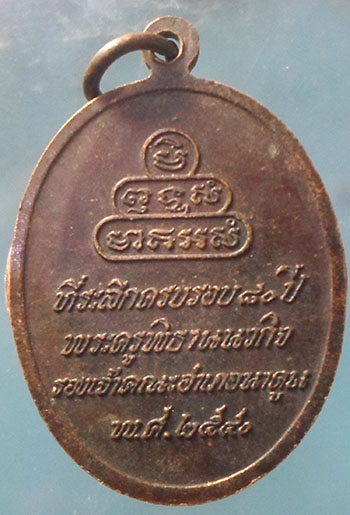 ที่ระลึกครบรอบ ๘๐ ปี
พระครูพิธานนวกิจ
รองเจ้าคณะอำเภอนาดูน
พ.ศ. ๒๕๔๐